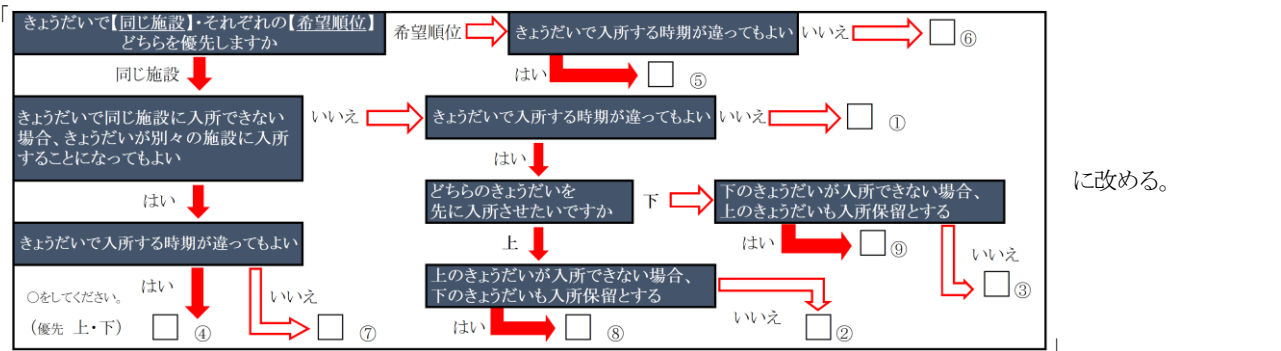 「
きょうだいで【同じ施設】・それぞれの【希望順位】
どちらを優先しますか
希望順位
きょうだいで入所する時期が違ってもよい
いいえ
⑥
同じ施設
はい
⑤
きょうだいで同じ施設に入所できない
場合、きょうだいが別々の施設に入所
することになってもよい
いいえ
きょうだいで入所する時期が違ってもよい
いいえ
①
はい
どちらのきょうだいを
先に入所させたいですか
下
下のきょうだいが入所できない場合、
上のきょうだいも入所保留とする
に改める。
はい
きょうだいで入所する時期が違ってもよい
上
はい
⑨
いいえ
③
上のきょうだいが入所できない場合、
下のきょうだいも入所保留とする
○をしてください。
(優先 上・下)
はい
④
いいえ
⑦
はい
⑧
いいえ
②
」